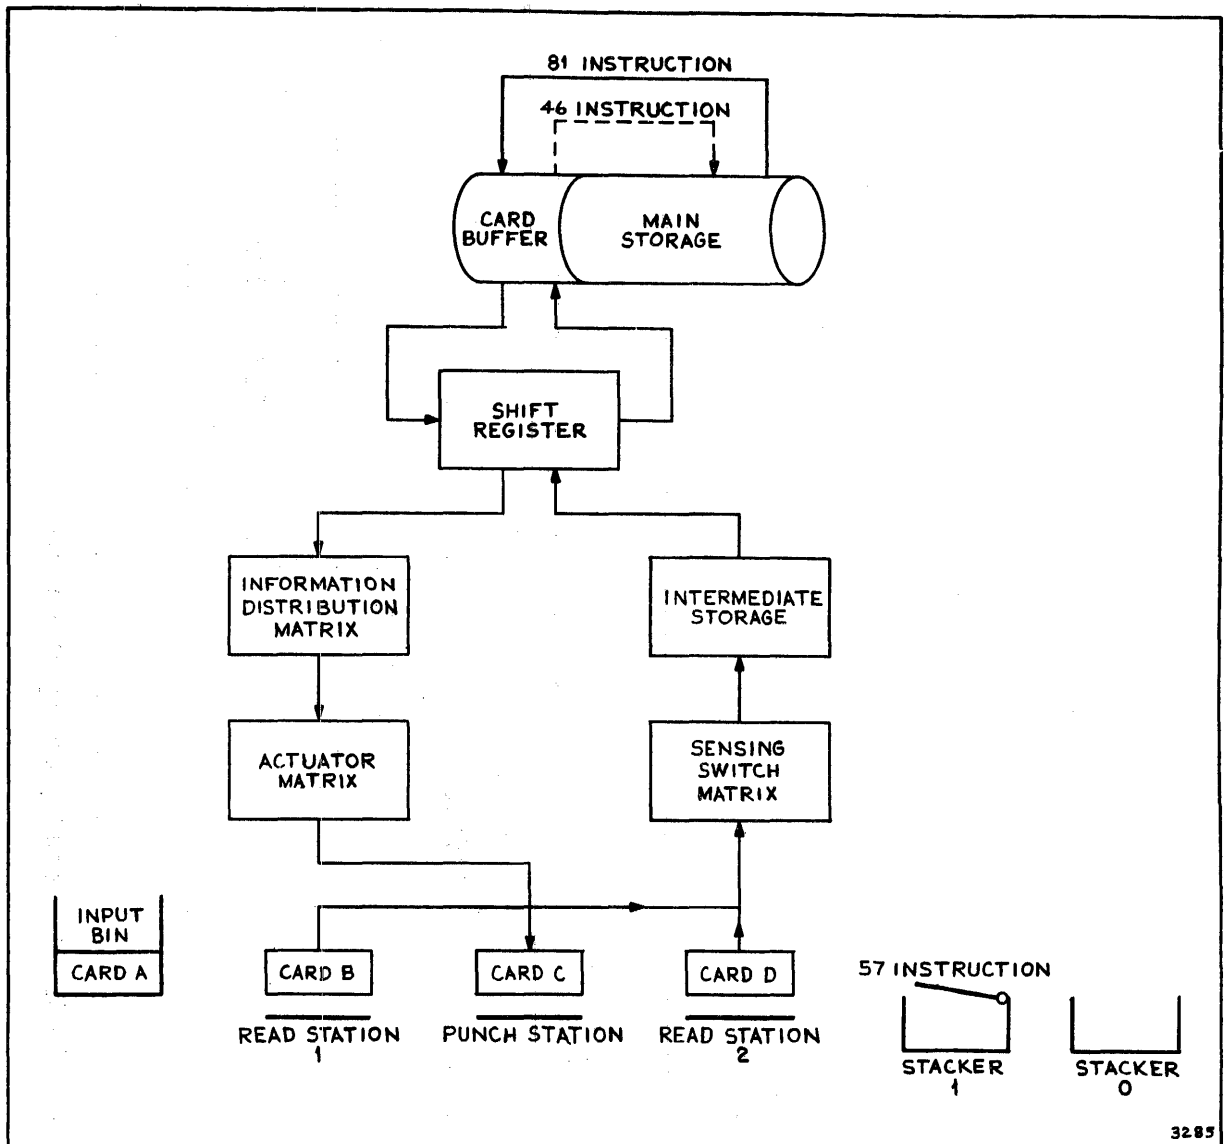 81 INSTRUCTION
46 INSTRUCTION
CARD
BUFFER
MAIN
STORAGE
SHIFT
REGISTER
INFORMATION
DISTRIBUTION
MATRIX
INTERMEDIATE
STORAGE
ACTUATOR
MATRIX
SENSING
SWITCH
MATRIX
INPUT
BIN
CARD A
CARD B
CARD C
CARD D
57 INSTRUCTION
READ STATION
1
PUNCH STATION
READ STATION
2
STACKER
1
STACKER
0
3285